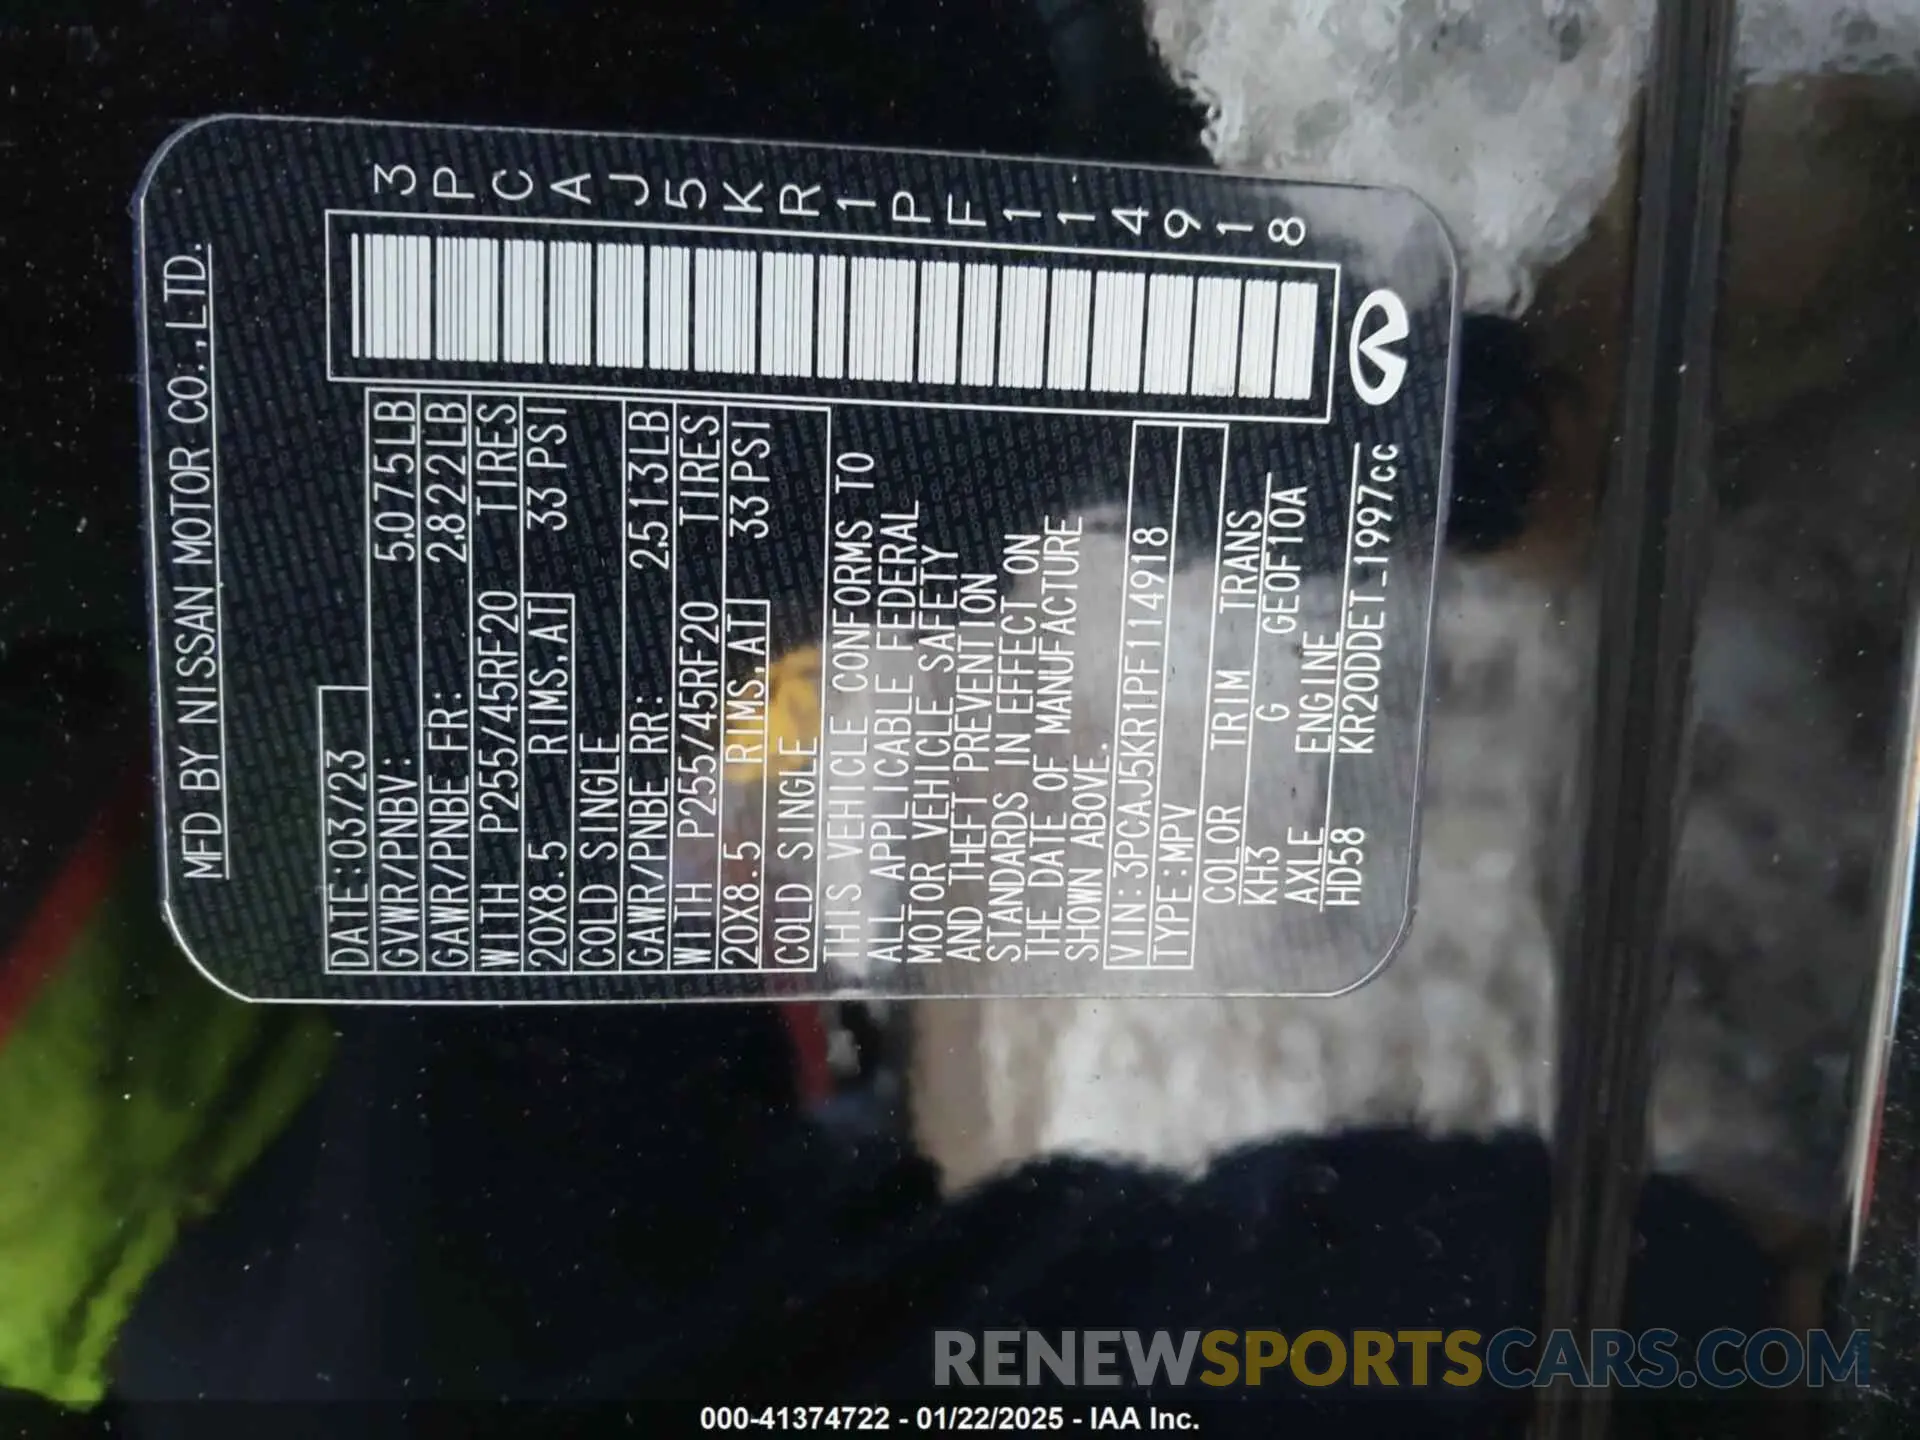 MFD BY NISSAN MOTOR CO.,LTD.
3PCAJ5KR1PF114918
DATE:03/23
GVWR/PNBV: 5,075LB
GAWR/PNBE FR: 2,822LB
WITH P255/45RF20 TIRES
20X8.5 RIMS,AT 33 PSI
COLD SINGLE
GAWR/PNBE RR: 2,513LB
WITH P255/45RF20 TIRES
20X8.5 RIMS,AT 33 PSI
COLD SINGLE
THIS VEHICLE CONFORMS TO
ALL APPLICABLE FEDERAL
MOTOR VEHICLE SAFETY
AND THEFT PREVENTION
STANDARDS IN EFFECT ON
THE DATE OF MANUFACTURE
SHOWN ABOVE.
VIN:3PCAJ5KR1PF114918
TYPE:MPV
COLOR TRIM TRANS
KH3 G GE0F10A
AXLE ENGINE
HD58 KR20DDET-1997cc
RENEWSPORTSCARS.COM
000-41374722 - 01/22/2025 - IAA Inc.